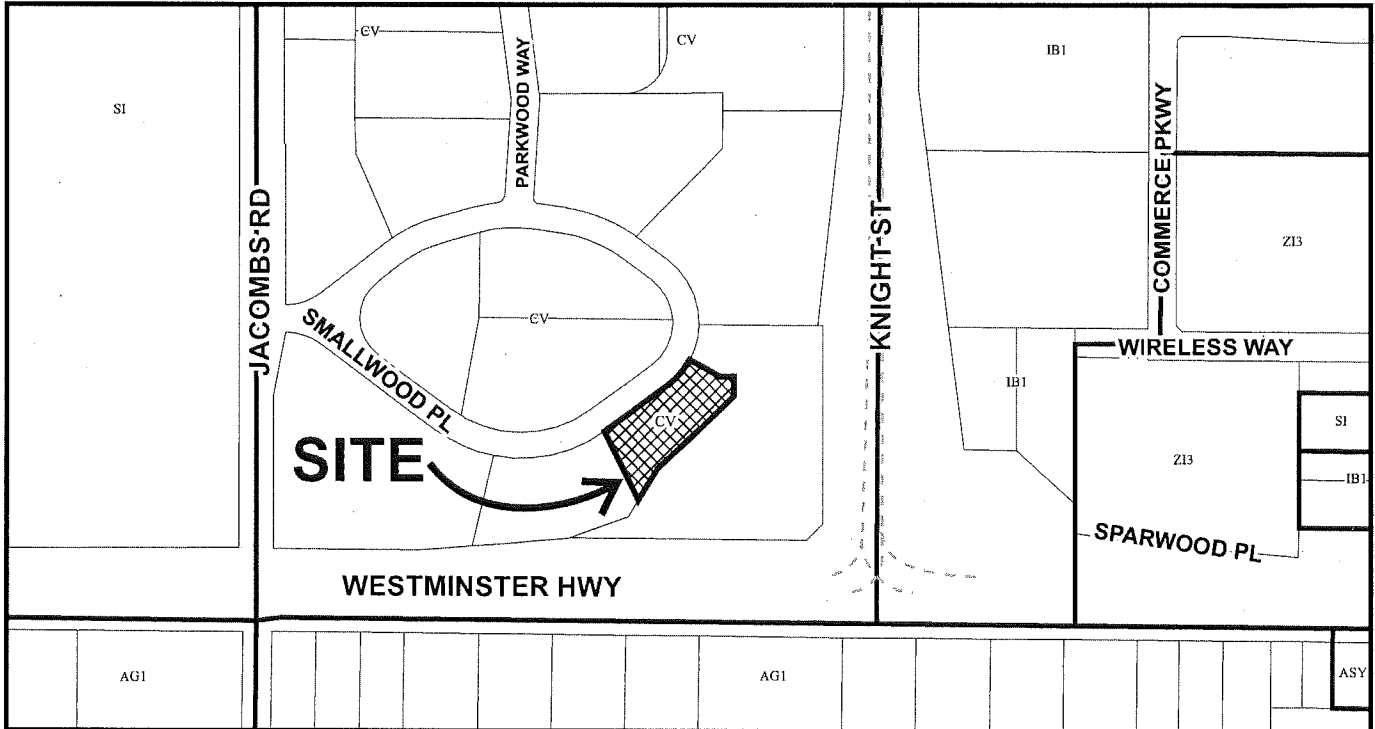 CV
CV
IB1
SI
PARKWOOD WAY
COMMERCE PKWY
JACOBS RD
KNIGHT ST
ZI3
CV
SMALLWOOD PL
WIRELESS WAY
IB1
CV
SI
SITE
ZI3
IB1
SPARWOOD PL
WESTMINSTER HWY
AG1
AG1
ASY